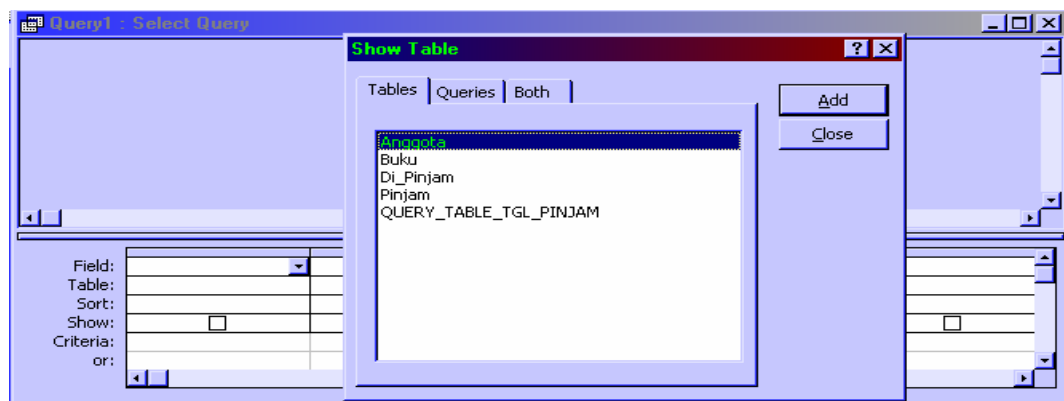 Query1 : Select Query
Show Table
Tables Queries Both
Add
Close
Anggota
Buku
Di_Pinjam
Pinjam
QUERY_TABLE_TGL_PINJAM
Field:
Table:
Sort:
Show:
Criteria:
or: